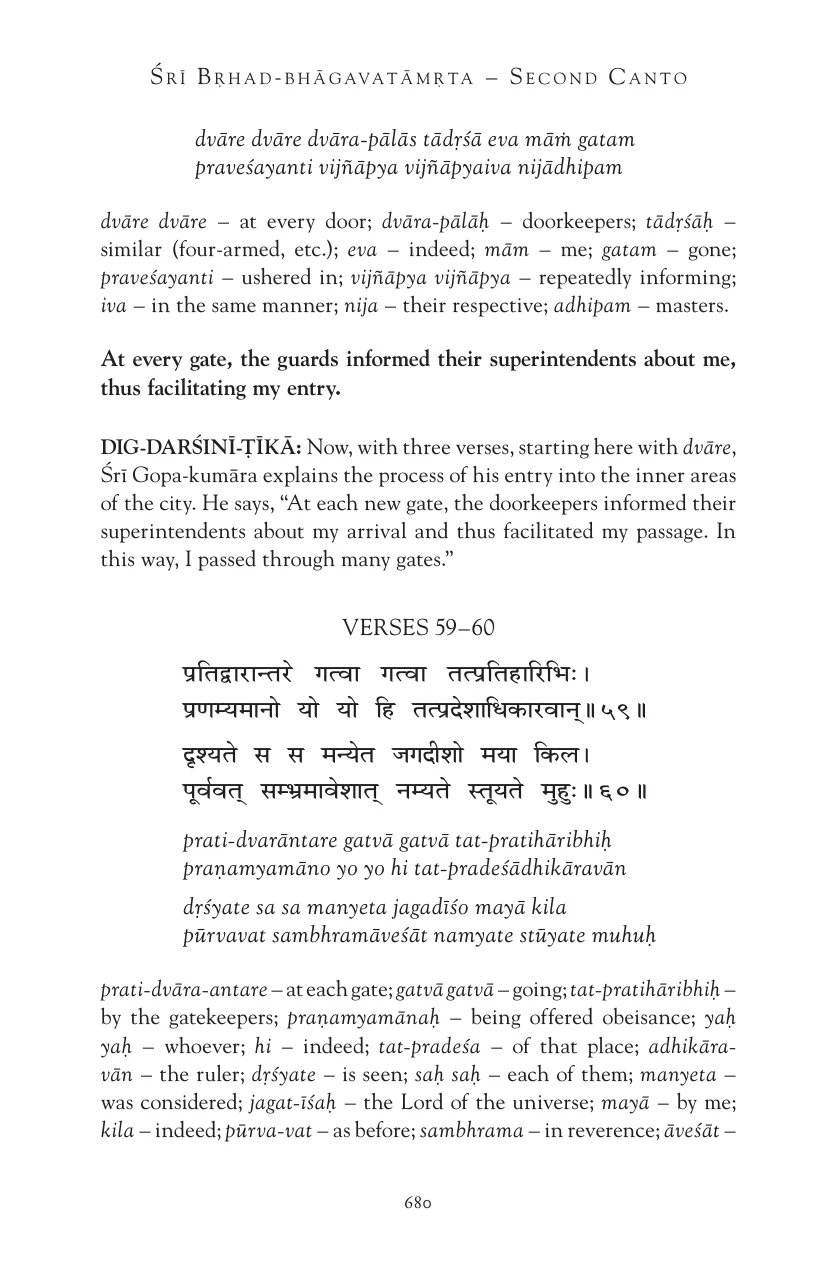 ŚRĪ BṚHAD-BHĀGAVATĀMṚTA – SECOND CANTO
dvāre dvāre dvāra-pālās tādṛśā eva māṁ gatam
praveśayanti vijñāpya vijñāpyaiva nijādhipam
dvāre dvāre – at every door; dvāra-pālāḥ – doorkeepers; tādṛśāḥ –
similar (four-armed, etc.); eva – indeed; mām – me; gatam – gone;
praveśayanti – ushered in; vijñāpya vijñāpya – repeatedly informing;
iva – in the same manner; nija – their respective; adhipam – masters.
At every gate, the guards informed their superintendents about me,
thus facilitating my entry.
DIG-DARŚINĪ-ṬĪKĀ: Now, with three verses, starting here with dvāre,
Śrī Gopa-kumāra explains the process of his entry into the inner areas
of the city. He says, “At each new gate, the doorkeepers informed their
superintendents about my arrival and thus facilitated my passage. In
this way, I passed through many gates.”
VERSES 59–60
प्रतिद्वारान्तरे गत्वा गत्वा तत्प्रतिहारिभिः।
प्रणम्यमानो यो यो हि तत्प्रदेशाधिकारवान्॥५९॥
दृश्यते स स मन्येत जगदीशो मया किल।
पूर्ववत् सम्भ्रमावेशात् नम्यते स्तूयते मुहुः॥६०॥
prati-dvarāntare gatvā gatvā tat-pratihāribhiḥ
praṇamyamāno yo yo hi tat-pradeśādhikāravān
dṛśyate sa sa manyeta jagadīśo mayā kila
pūrvavat sambhramāveśāt namyate stūyate muhuḥ
prati-dvāra-antare – at each gate; gatvā gatvā – going; tat-pratihāribhiḥ –
by the gatekeepers; praṇamyamānaḥ – being offered obeisance; yaḥ
yaḥ – whoever; hi – indeed; tat-pradeśa – of that place; adhikāra-
vān – the ruler; dṛśyate – is seen; saḥ saḥ – each of them; manyeta –
was considered; jagat-īśaḥ – the Lord of the universe; mayā – by me;
kila – indeed; pūrva-vat – as before; sambhrama – in reverence; āveśāt –
680